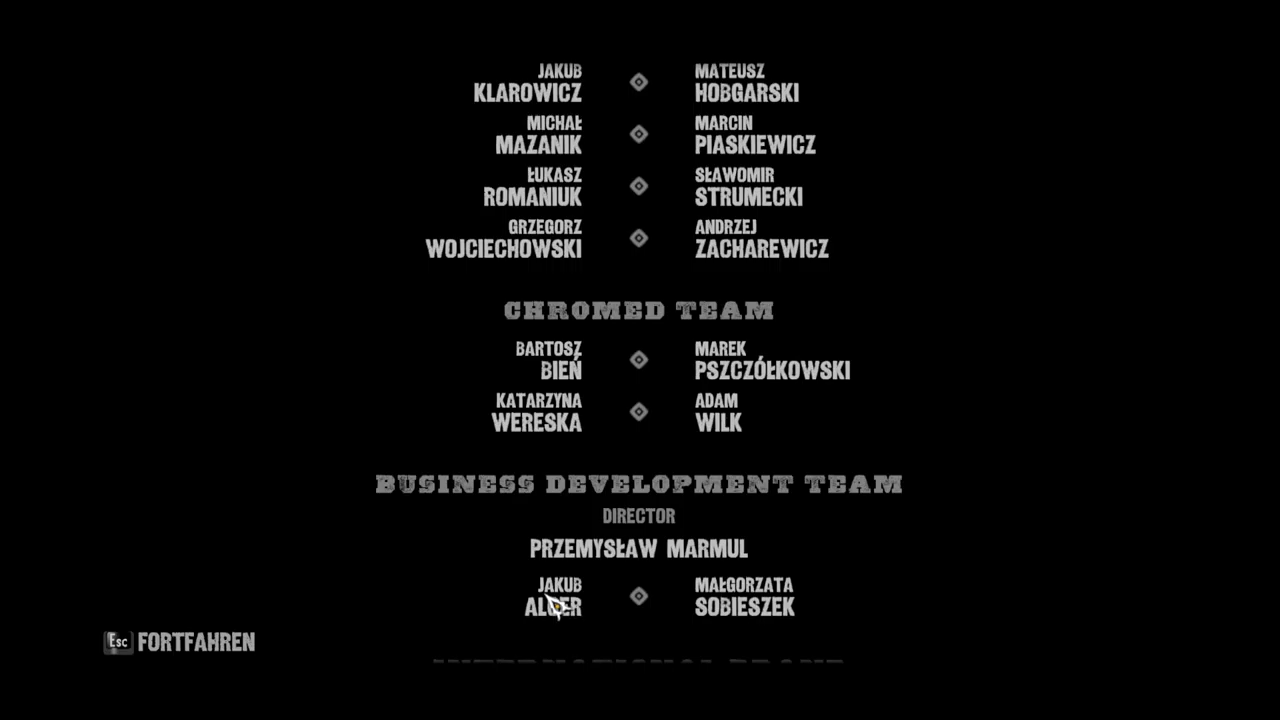 JAKUB
KLAROWICZ
MATEUSZ
HOBGARSKI
MICHAŁ
MAZANIK
MARCIN
PIASKIEWICZ
ŁUKASZ
ROMANIUK
SŁAWOMIR
STRUMECKI
GRZEGORZ
WOJCIECHOWSKI
ANDRZEJ
ZACHAREWICZ
CHROMED TEAM
BARTOSZ
BIEŃ
MAREK
PSZCZÓŁKOWSKI
KATARZYNA
WERESKA
ADAM
WILK
BUSINESS DEVELOPMENT TEAM
DIRECTOR
PRZEMYSŁAW MARMUL
JAKUB
MAŁGORZATA
SOBIESZEK
Esc FORTFAHREN